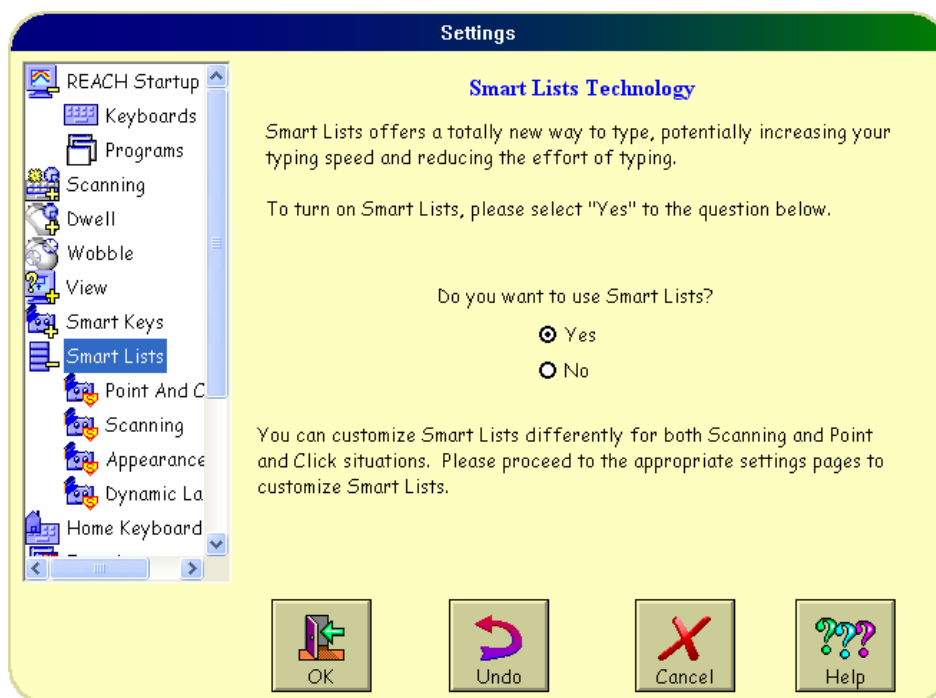 Settings
REACH Startup
Keyboards
Programs
Scanning
Dwell
Wobble
View
Smart Keys
Smart Lists
Point And C
Scanning
Appearance
Dynamic La
Home Keyboard
Smart Lists Technology
Smart Lists offers a totally new way to type, potentially increasing your
typing speed and reducing the effort of typing.
To turn on Smart Lists, please select "Yes" to the question below.
Do you want to use Smart Lists?
Yes
No
You can customize Smart Lists differently for both Scanning and Point
and Click situations. Please proceed to the appropriate settings pages to
customize Smart Lists.
OK
Undo
Cancel
Help